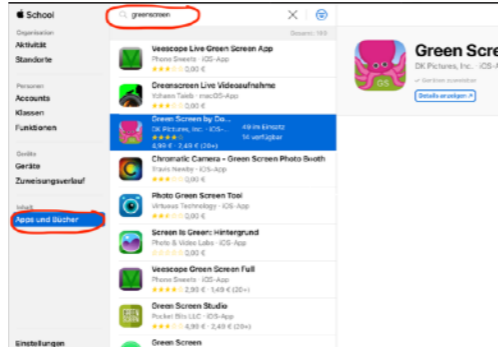 School
Organisation
Aktivität
Standorte
Personen
Accounts
Klassen
Funktionen
Geräte
Geräte
Zuweisungsverlauf
Inhalt
Apps und Bücher
Einstellungen
greenscreen
Gesamt: 169
Veescope Live Green Screen App
Phone Sweets · iOS-App
0,00 €
Greenscreen Live Videoaufnahme
macOS-App
0,00 €
Green Screen by Do...
DK Pictures, Inc. · iOS-...
4,99 € · 2,49 € (20+)
49 im Einsatz
14 verfügbar
Chromatic Camera - Green Screen Photo Booth
Travis Newby · iOS-App
0,00 €
Photo Green Screen Tool
Virtuous Technology · iOS-App
0,00 €
Screen Is Green: Hintergrund
Photo & Video Labs · iOS-App
0,00 €
Veescope Green Screen Full
Phone Sweets · iOS-App
2,99 € · 1,49 € (20+)
Green Screen Studio
Pocket Bits LLC · iOS-App
4,99 € · 2,49 € (20+)
Green Screen
GS
Green Scre
DK Pictures, Inc. · iOS-A
Details anzeigen